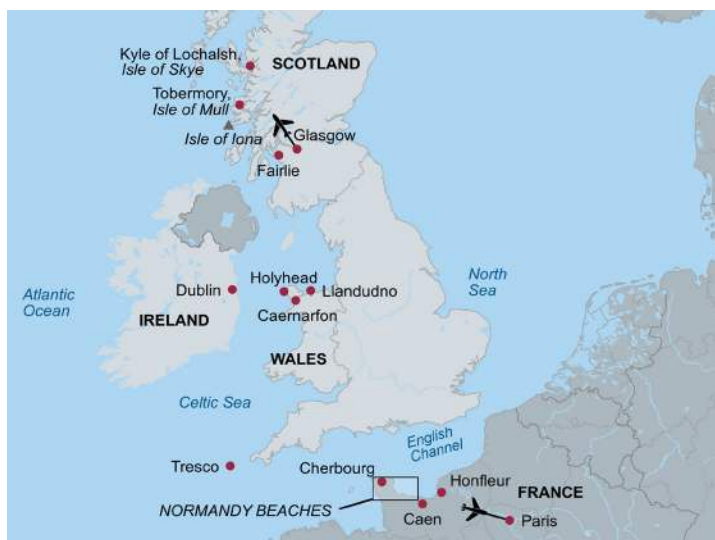 Kyle of Lochalsh,
Isle of Skye
SCOTLAND
Tobermory,
Isle of Mull
Isle of Iona
Glasgow
Fairlie
Atlantic
Ocean
Dublin
IRELAND
Holyhead
Llandudno
Caernarfon
WALES
North
Sea
Celtic Sea
English
Channel
Tresco
Cherbourg
Honfleur
FRANCE
NORMANDY BEACHES
Caen
Paris